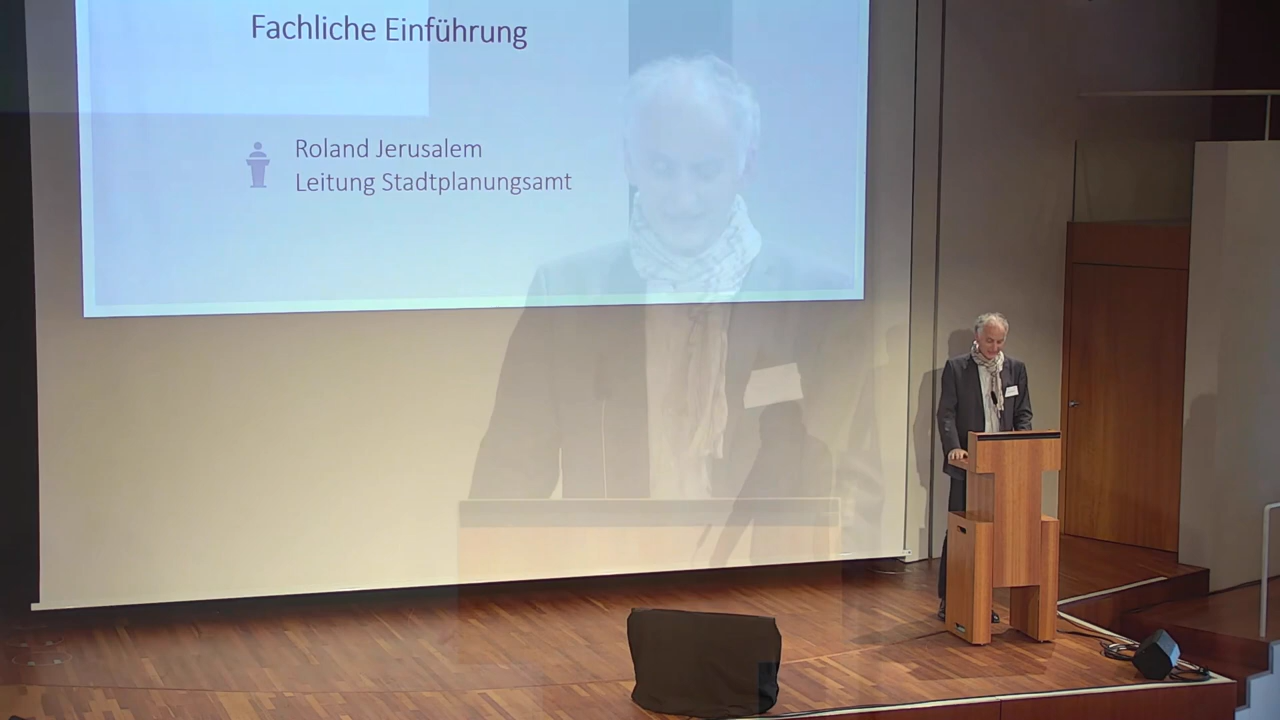 Fachliche Einführung
Roland Jerusalem
Leitung Stadtplanungsamt